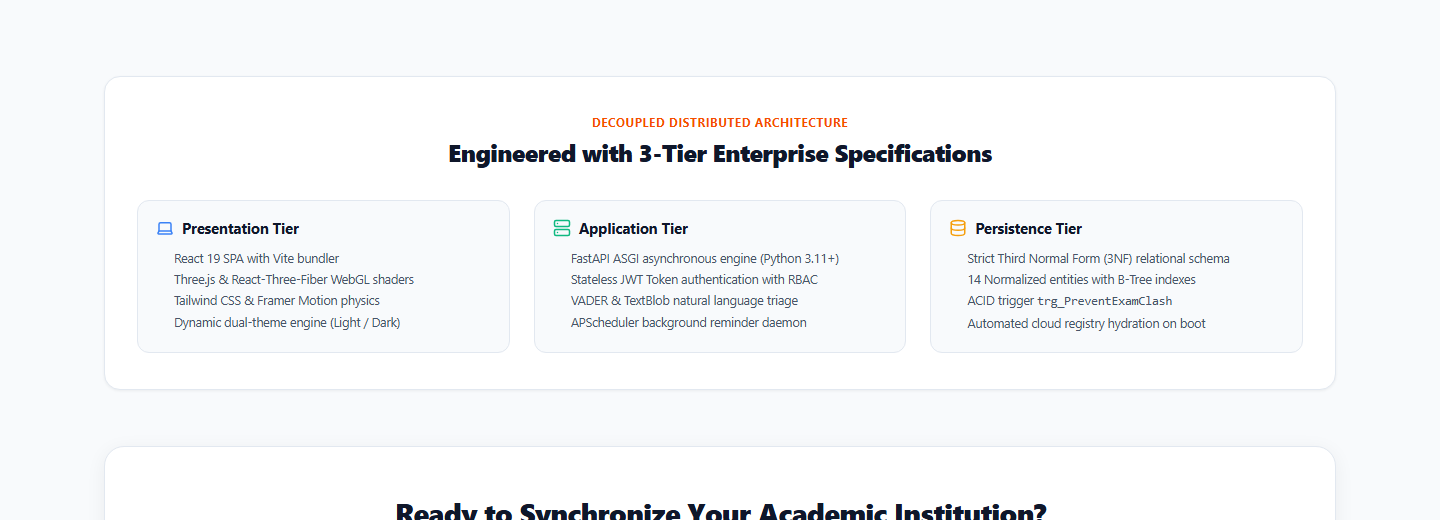 DECOUPLED DISTRIBUTED ARCHITECTURE
Engineered with 3-Tier Enterprise Specifications
Presentation Tier
React 19 SPA with Vite bundler
Three.js & React-Three-Fiber WebGL shaders
Tailwind CSS & Framer Motion physics
Dynamic dual-theme engine (Light / Dark)
Application Tier
FastAPI ASGI asynchronous engine (Python 3.11+)
Stateless JWT Token authentication with RBAC
VADER & TextBlob natural language triage
APScheduler background reminder daemon
Persistence Tier
Strict Third Normal Form (3NF) relational schema
14 Normalized entities with B-Tree indexes
ACID trigger trg_PreventExamClash
Automated cloud registry hydration on boot
Ready to Synchronize Your Academic Institution?